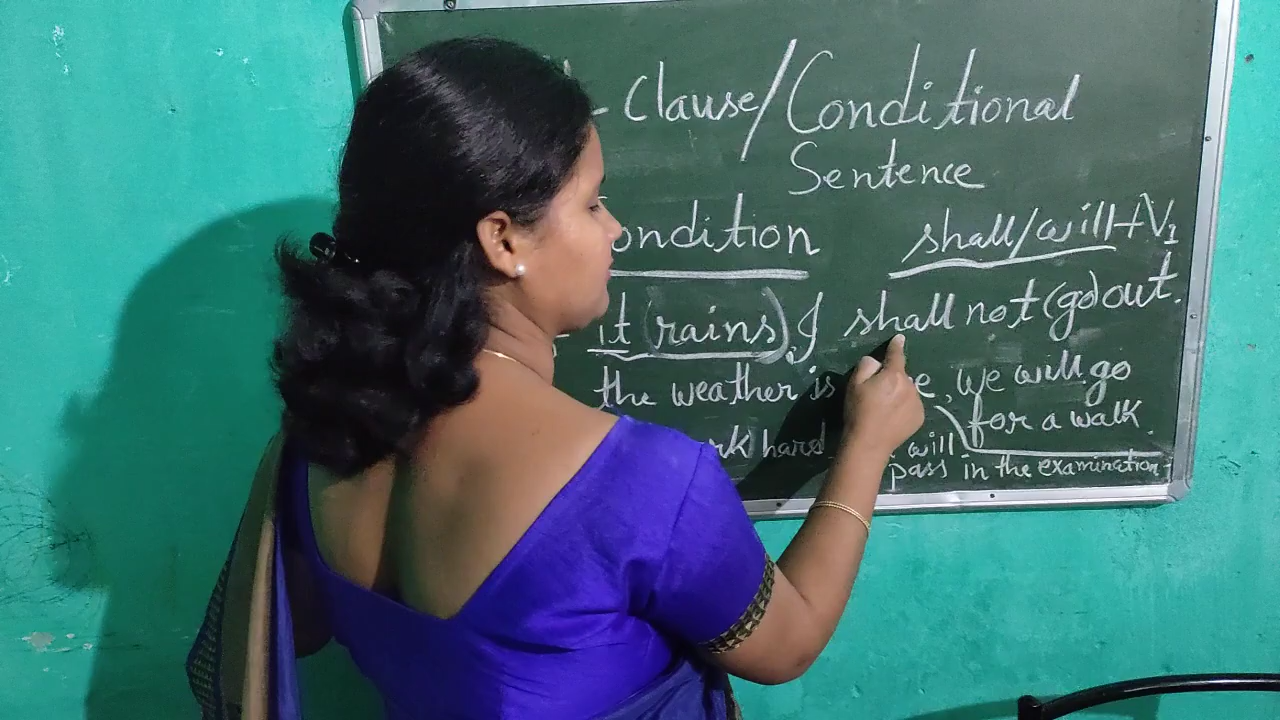 - Clause/Conditional
Sentence
ondition shall/will+V1
it (rains), I shall not (go) out.
the weather is we will go
for a walk.
hard will
pass in the examination